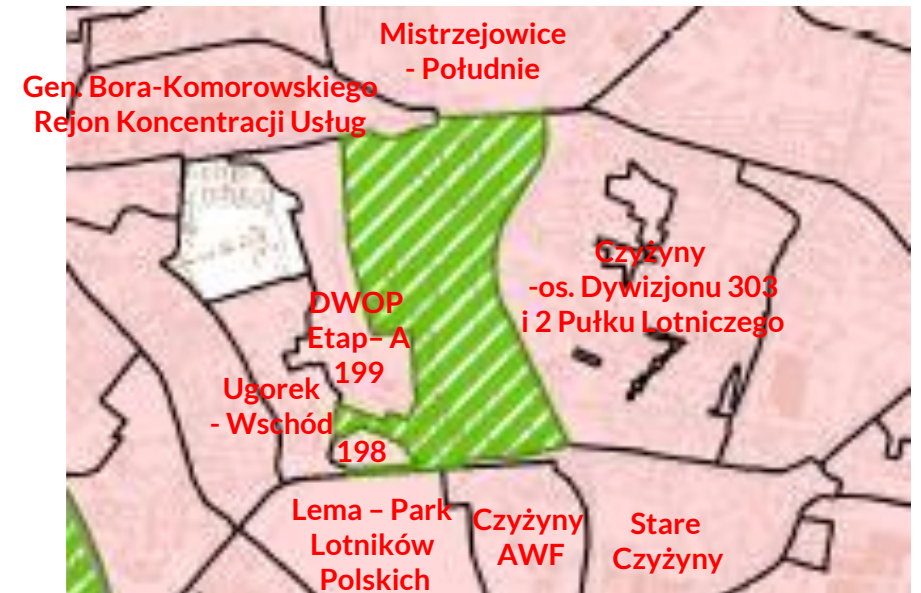 Mistrzejowice
- Południe
Gen. Bora-Komorowskiego
Rejon Koncentracji Usług
Czyżyny
-os. Dywizjonu 303
i 2 Pułku Lotniczego
DWOP
Etap– A
199
Ugorek
- Wschód
198
Lema – Park
Lotników
Polskich
Czyżyny
AWF
Stare
Czyżyny